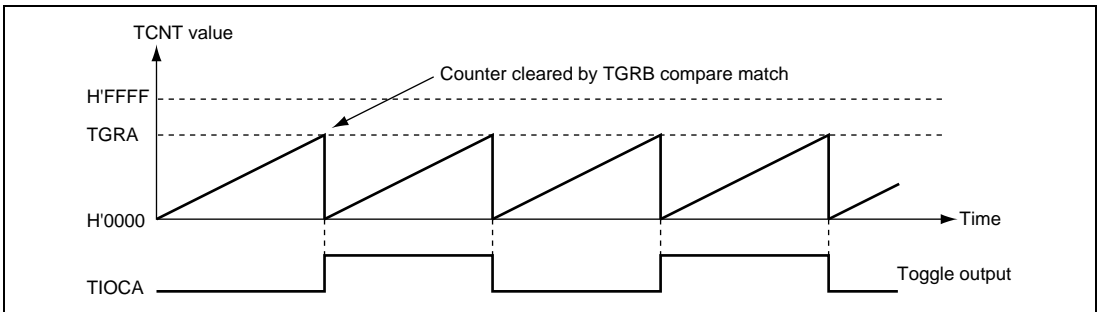 TCNT value
Counter cleared by TGRB compare match
H'FFFF
TGRA
H'0000
Time
TIOCA
Toggle output